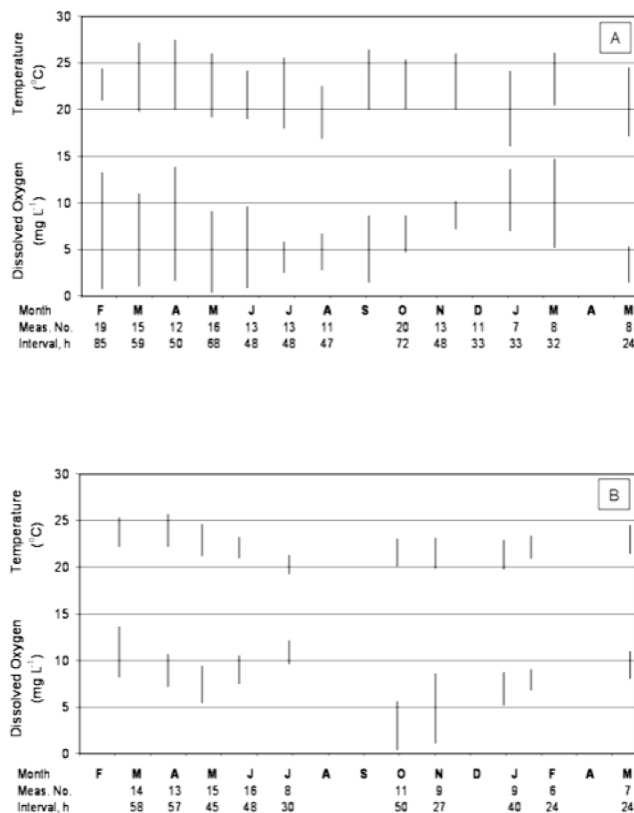 A
30
25
20
15
10
5
0
Temperature
(°C)
Dissolved Oxygen
(mg L⁻¹)
Month F M A M J J A S O N D J M A M
Meas. No. 19 15 12 16 13 13 11 20 13 11 7 8 8
Interval, h 85 59 50 68 48 48 47 72 48 33 33 32 24
B
30
25
20
15
10
5
0
Temperature
(°C)
Dissolved Oxygen
(mg L⁻¹)
Month F M A M J J A S O N D J F M
Meas. No. 14 13 15 16 8 11 9 9 6 7
Interval, h 58 57 45 48 30 50 27 40 24 24